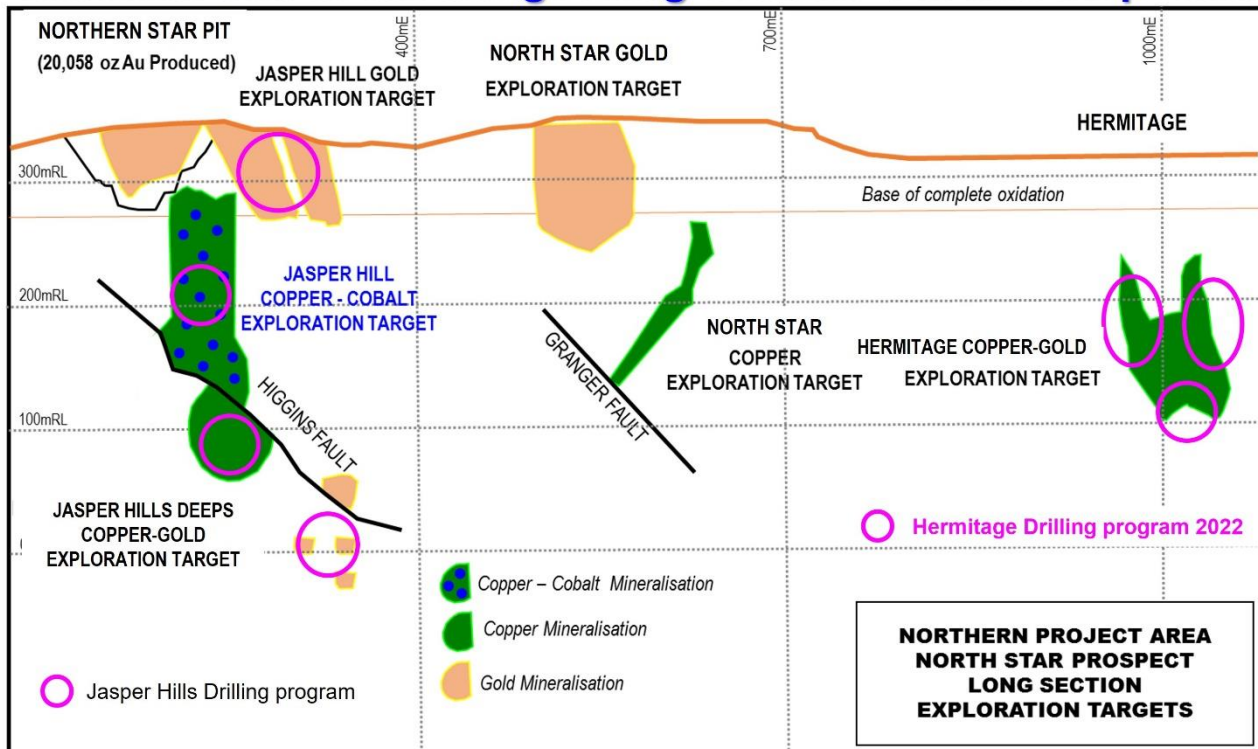 NORTHERN STAR PIT
(20,058 oz Au Produced)
JASPER HILL GOLD
EXPLORATION TARGET
400mE
NORTH STAR GOLD
EXPLORATION TARGET
700mE
1000mE
HERMITAGE
300mRL
Base of complete oxidation
JASPER HILL
COPPER - COBALT
EXPLORATION TARGET
200mRL
NORTH STAR
COPPER
EXPLORATION TARGET
HERMITAGE COPPER-GOLD
EXPLORATION TARGET
GRANGER FAULT
HIGGINS FAULT
100mRL
JASPER HILLS DEEPS
COPPER-GOLD
EXPLORATION TARGET
Hermitage Drilling program 2022
Copper – Cobalt Mineralisation
Copper Mineralisation
Gold Mineralisation
Jasper Hills Drilling program
NORTHERN PROJECT AREA
NORTH STAR PROSPECT
LONG SECTION
EXPLORATION TARGETS